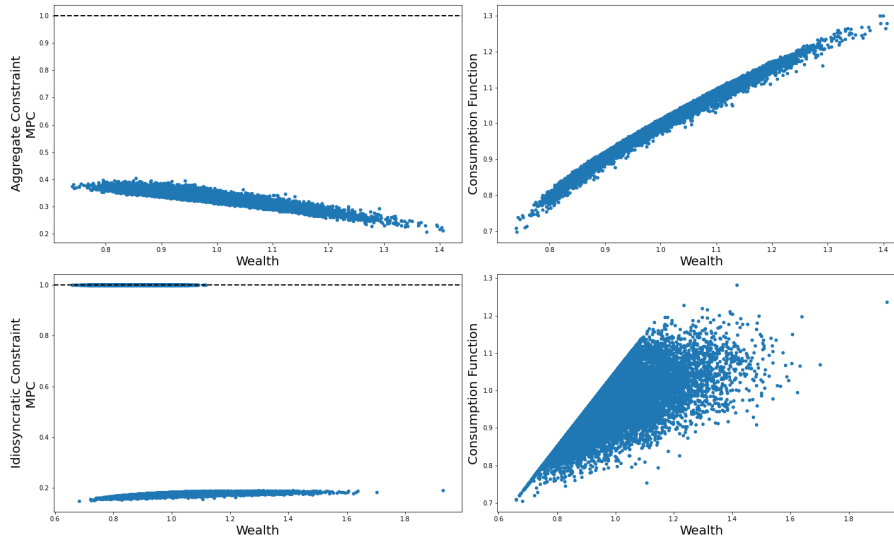 Aggregate Constraint
MPC
1.0
0.9
0.8
0.7
0.6
0.5
0.4
0.3
0.2
0.8 0.9 1.0 1.1 1.2 1.3 1.4
Wealth
Consumption Function
1.3
1.2
1.1
1.0
0.9
0.8
0.7
0.7 0.8 0.9 1.0 1.1 1.2 1.3 1.4
Wealth
Idiosyncratic Constraint
MPC
1.0
0.8
0.6
0.4
0.2
0.6 0.8 1.0 1.2 1.4 1.6 1.8
Wealth
Consumption Function
1.3
1.2
1.1
1.0
0.9
0.8
0.7
0.6 0.8 1.0 1.2 1.4 1.6 1.8
Wealth